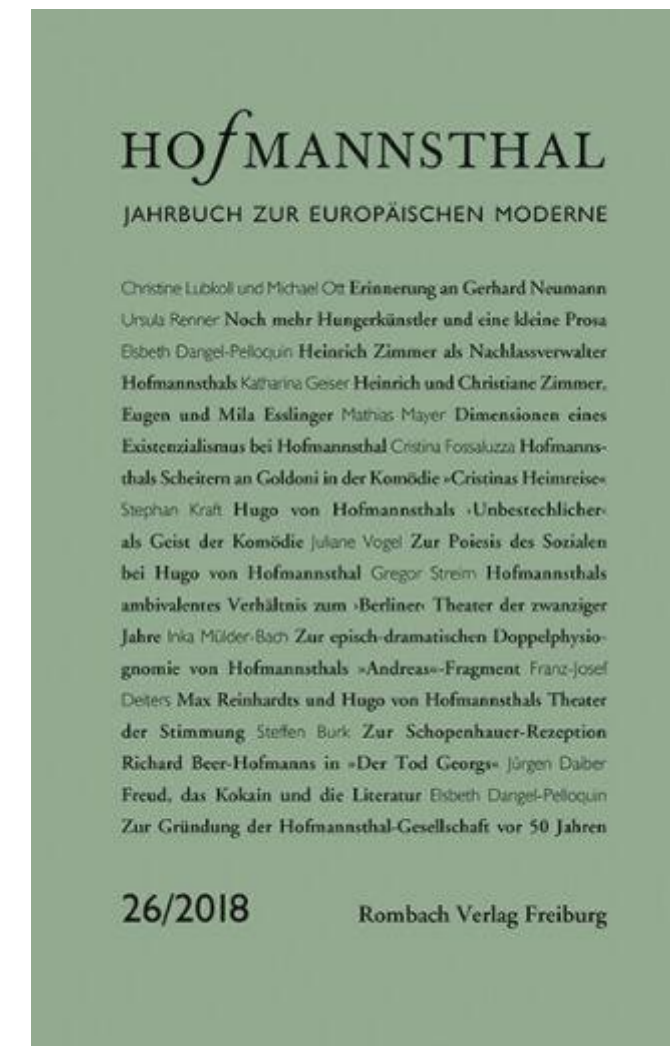 HOfMANNSTHAL
JAHRBUCH ZUR EUROPÄISCHEN MODERNE
Christine Lubkoll und Michael Ott Erinnerung an Gerhard Neumann
Ursula Renner Noch mehr Hungerkünstler und eine kleine Prosa
Elsbeth Dangel-Pelloquin Heinrich Zimmer als Nachlassverwalter
Hofmannsthals Katharina Geiser Heinrich und Christiane Zimmer,
Eugen und Mila Esslinger Mathias Mayer Dimensionen eines
Existenzialismus bei Hofmannsthal Cristina Fossaluzza Hofmanns-
thals Scheitern an Goldoni in der Komödie »Cristinas Heimreise«
Stephan Kraft Hugo von Hofmannsthals ›Unbestechlicher‹
als Geist der Komödie Juliane Vogel Zur Poiesis des Sozialen
bei Hugo von Hofmannsthal Gregor Streim Hofmannsthals
ambivalentes Verhältnis zum ›Berliner‹ Theater der zwanziger
Jahre Inka Mülder-Bach Zur episch-dramatischen Doppelphysio-
gnomie von Hofmannsthals »Andreas«-Fragment Franz-Josef
Deiters Max Reinhardts und Hugo von Hofmannsthals Theater
der Stimmung Steffen Burk Zur Schopenhauer-Rezeption
Richard Beer-Hofmanns in »Der Tod Georgs« Jürgen Daiber
Freud, das Kokain und die Literatur Elsbeth Dangel-Pelloquin
Zur Gründung der Hofmannsthal-Gesellschaft vor 50 Jahren
26/2018 Rombach Verlag Freiburg